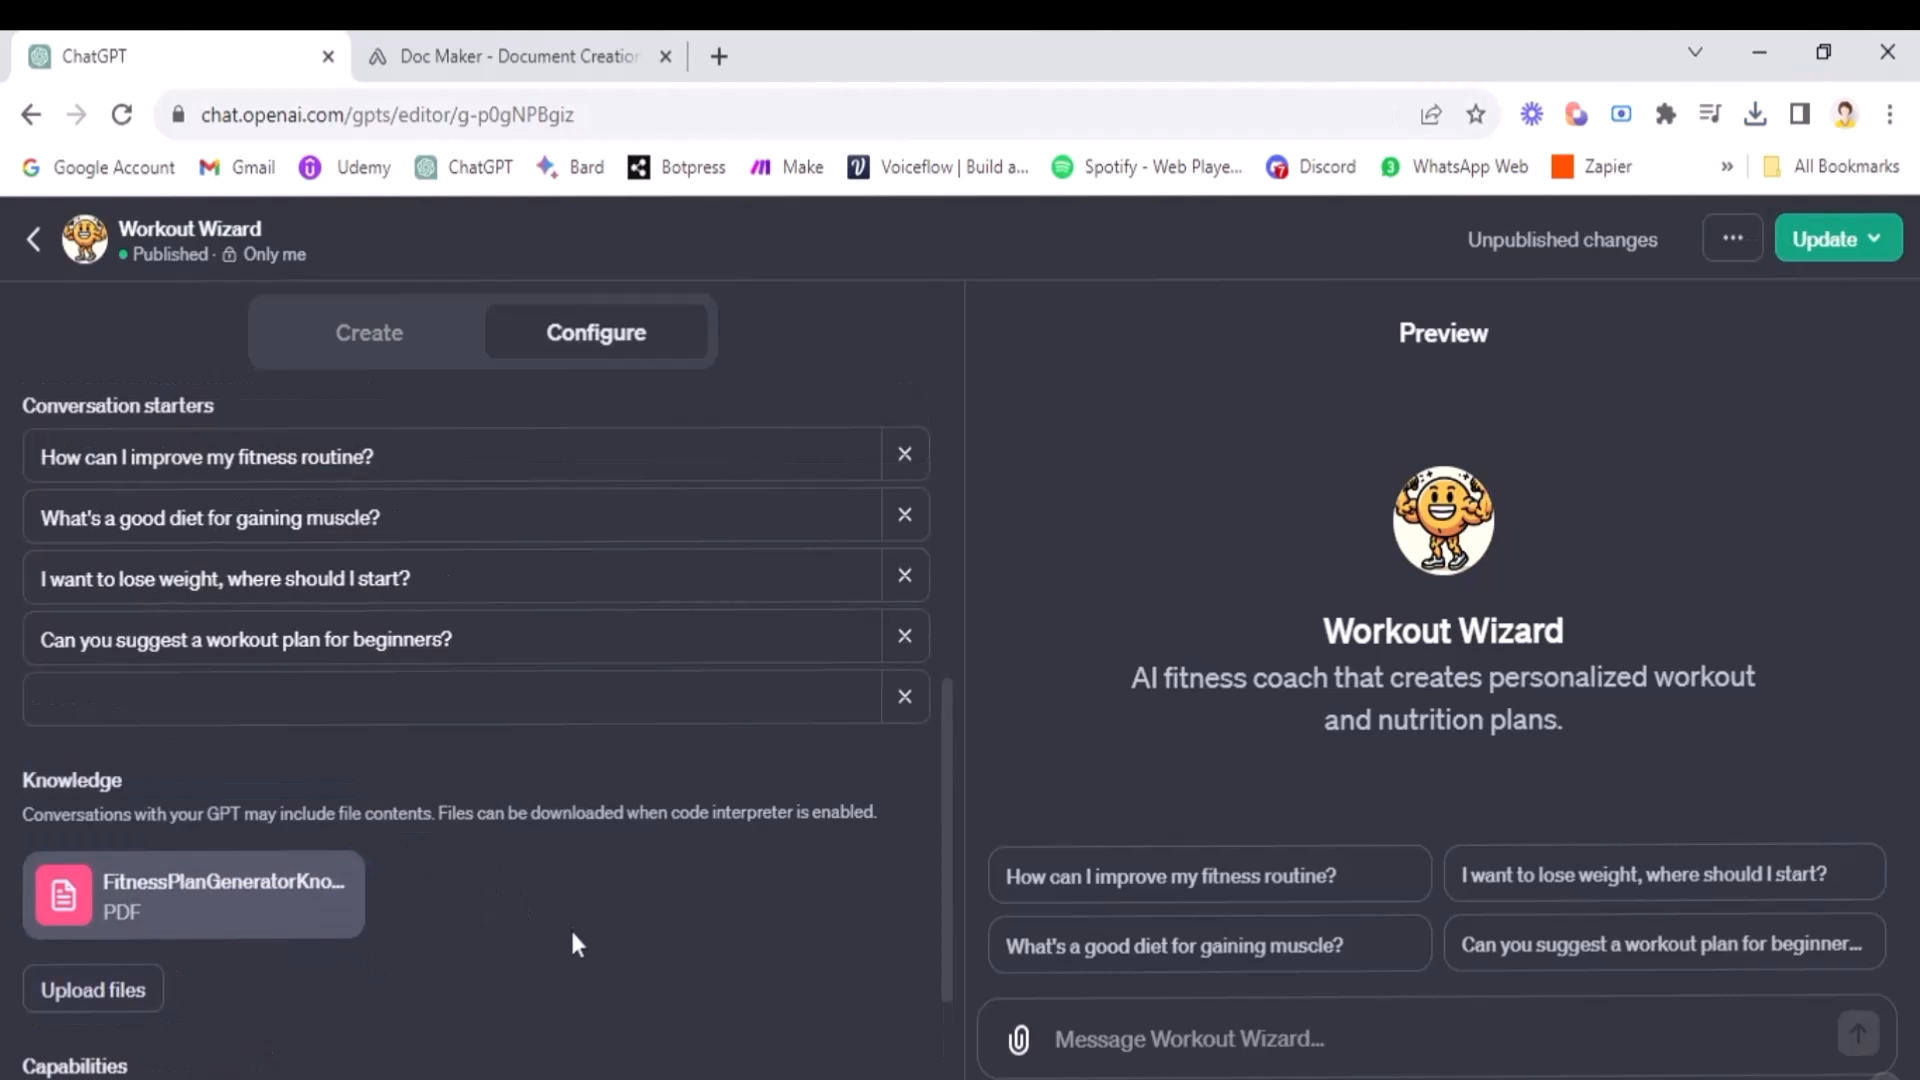 ChatGPT
Doc Maker - Document Creation
chat.openai.com/gpts/editor/g-p0gNPBgiz
Google Account
Gmail
Udemy
ChatGPT
Bard
Botpress
Make
Voiceflow | Build a...
Spotify - Web Playe...
Discord
WhatsApp Web
Zapier
»
All Bookmarks
Workout Wizard
Published · Only me
Unpublished changes
...
Update
Create
Configure
Preview
Conversation starters
How can I improve my fitness routine?
What's a good diet for gaining muscle?
I want to lose weight, where should I start?
Can you suggest a workout plan for beginners?
Knowledge
Conversations with your GPT may include file contents. Files can be downloaded when code interpreter is enabled.
FitnessPlanGeneratorKno...
PDF
Upload files
Capabilities
Workout Wizard
AI fitness coach that creates personalized workout
and nutrition plans.
How can I improve my fitness routine?
I want to lose weight, where should I start?
What's a good diet for gaining muscle?
Can you suggest a workout plan for beginner...
Message Workout Wizard...